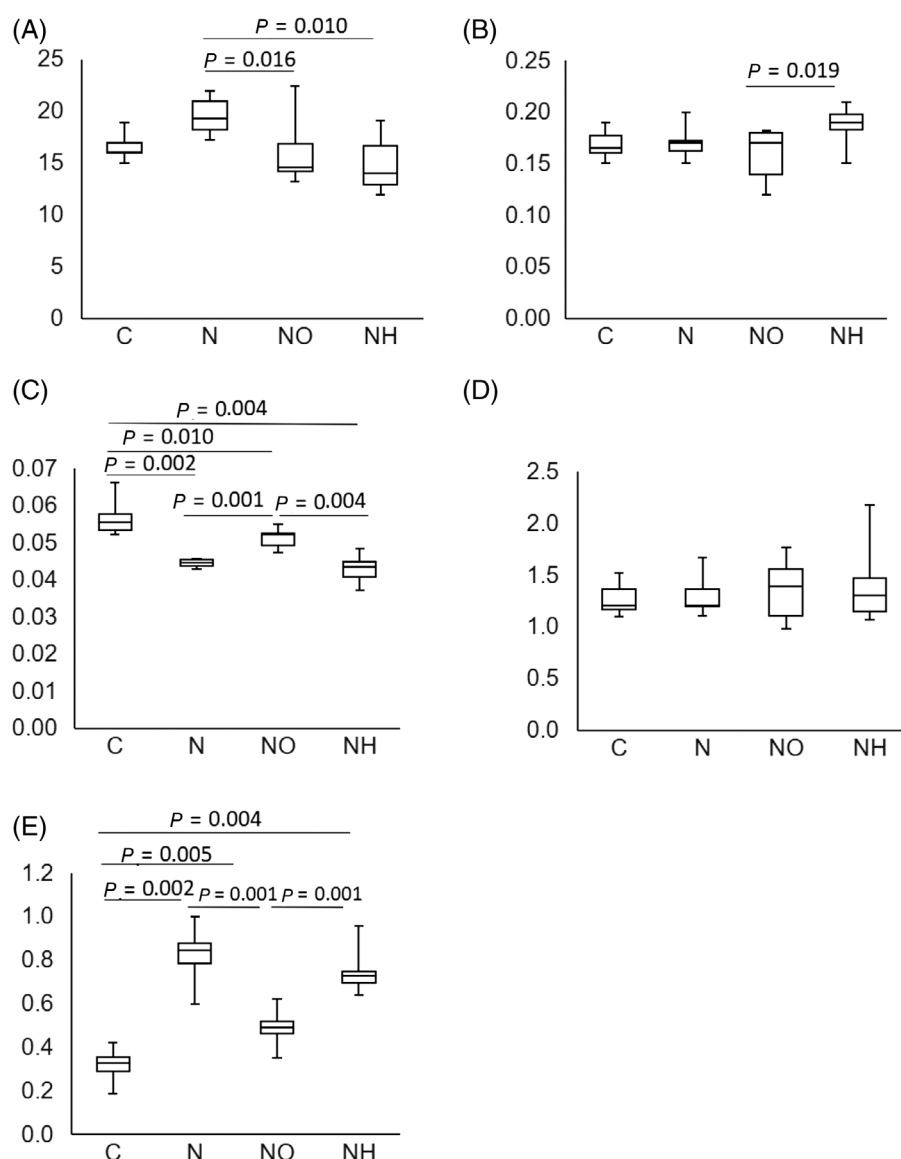 (A)
P = 0.010
P = 0.016
25
20
15
10
5
0
C N NO NH
(B)
P = 0.019
0.25
0.20
0.15
0.10
0.05
0.00
C N NO NH
(C)
P = 0.004
P = 0.010
P = 0.002
P = 0.001 P = 0.004
0.07
0.06
0.05
0.04
0.03
0.02
0.01
0.00
C N NO NH
(D)
2.5
2.0
1.5
1.0
0.5
0.0
C N NO NH
(E)
P = 0.004
P = 0.005
P = 0.002 P = 0.001 P = 0.001
1.2
1.0
0.8
0.6
0.4
0.2
0.0
C N NO NH